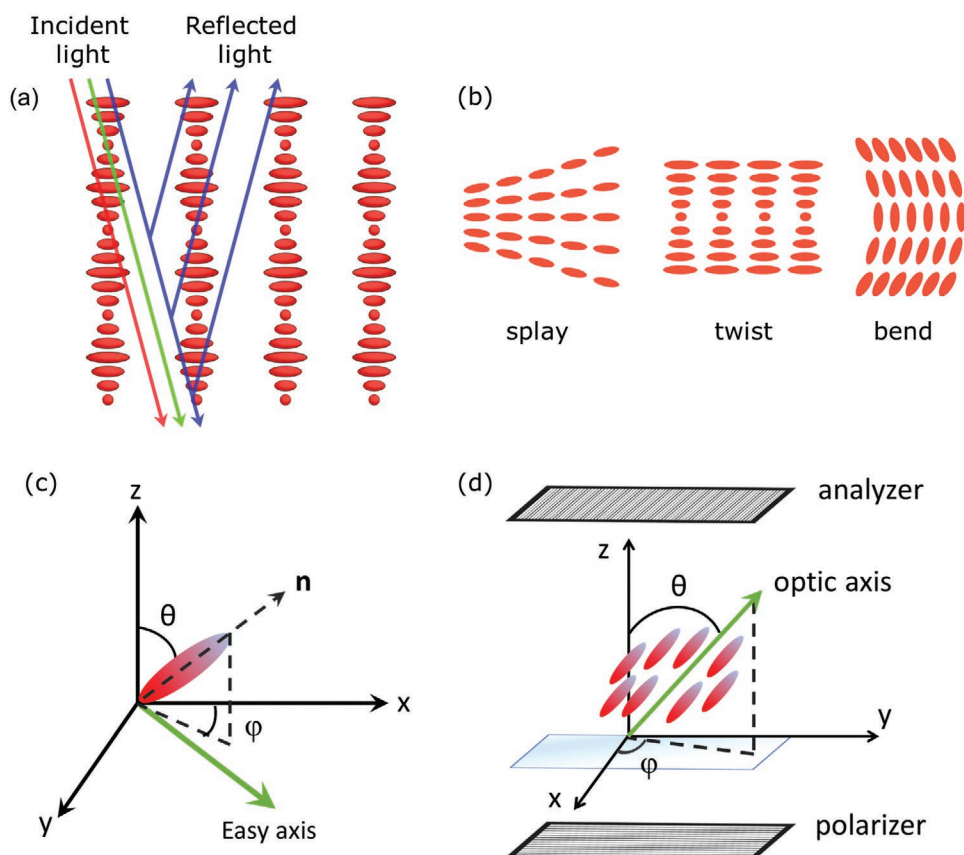 Incident
light
Reflected
light
(a)
(b)
splay
twist
bend
(c)
z
n
θ
x
φ
y
Easy axis
(d)
analyzer
z
θ
optic axis
y
φ
x
polarizer